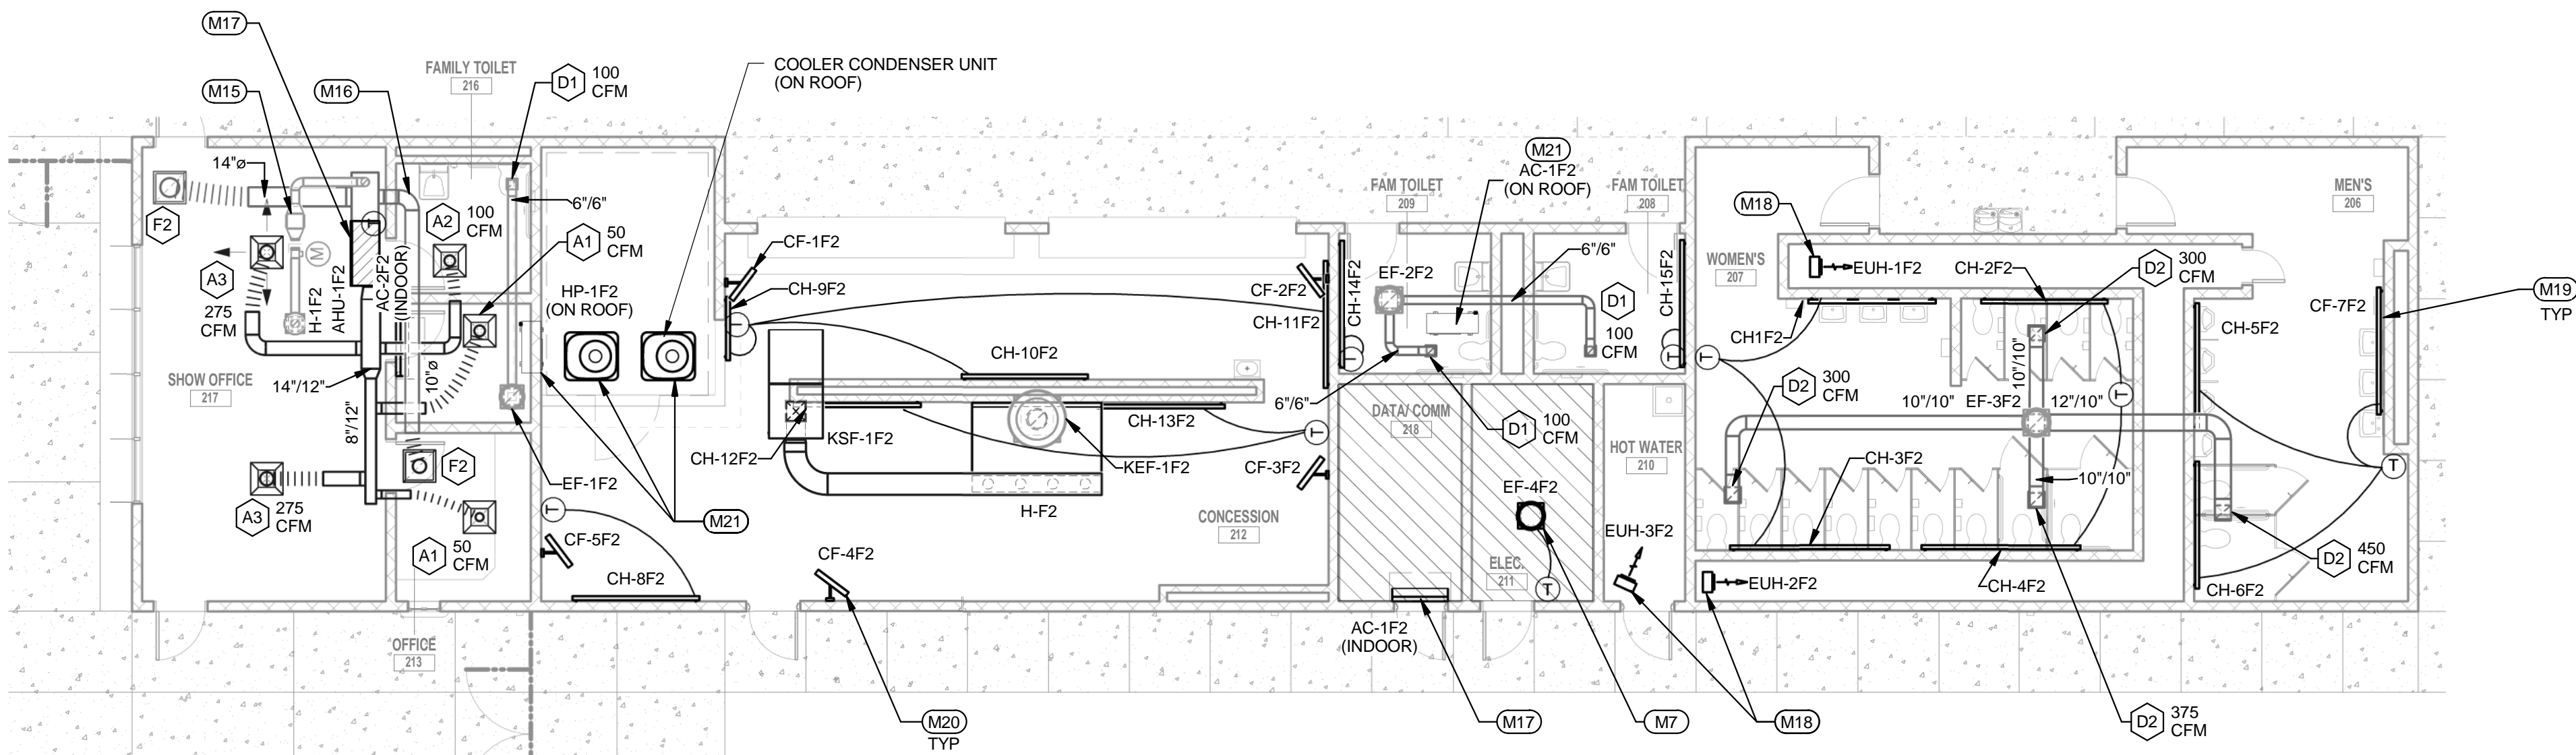 M17
FAMILY TOILET
216
D1
100
CFM
COOLER CONDENSER UNIT
(ON ROOF)
M15
M16
14"ø
F2
A2
100
CFM
6"/6"
A1
50
CFM
M
A3
275
CFM
H-1F2
AHU-1F2
AC-2F2
(INDOOR)
T
HP-1F2
(ON ROOF)
14"/12"
10"ø
SHOW OFFICE
217
8"/12"
F2
A3
275
CFM
A1
50
CFM
EF-1F2
M21
OFFICE
213
CF-1F2
CH-9F2
T
CF-2F2
CH-11F2
CH-10F2
KSF-1F2
CH-12F2
CH-13F2
KEF-1F2
T
CF-3F2
H-F2
CONCESSION
212
T
CF-5F2
CH-8F2
CF-4F2
M20
TYP
M21
AC-1F2
(ON ROOF)
FAM TOILET
209
FAM TOILET
208
CH-14F2
EF-2F2
6"/6"
D1
100
CFM
CH-15F2
T
T
6"/6"
DATA/ COMM
218
D1
100
CFM
HOT WATER
210
EF-4F2
ELEC.
211
T
EUH-3F2
AC-1F2
(INDOOR)
M17
M7
M18
WOMEN'S
207
M18
EUH-1F2
CH-2F2
D2
300
CFM
CH1F2
T
D2
300
CFM
10"/10"
10"/10"
EF-3F2
12"/10"
T
CH-3F2
10"/10"
EUH-2F2
CH-4F2
D2
375
CFM
MEN'S
206
M19
TYP
CF-7F2
CH-5F2
T
D2
450
CFM
CH-6F2